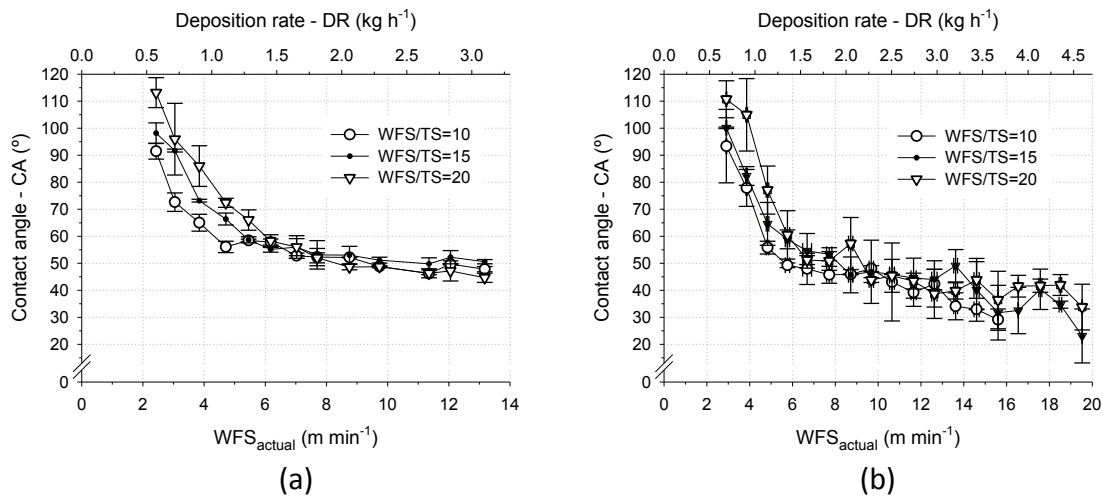 Deposition rate - DR (kg h⁻¹)
0.0 0.5 1.0 1.5 2.0 2.5 3.0
120
110
100
90
80
70
60
50
40
30
20
0
Contact angle - CA (º)
WFS/TS=10
WFS/TS=15
WFS/TS=20
0 2 4 6 8 10 12 14
WFSactual (m min⁻¹)
(a)
Deposition rate - DR (kg h⁻¹)
0.0 0.5 1.0 1.5 2.0 2.5 3.0 3.5 4.0 4.5
120
110
100
90
80
70
60
50
40
30
20
0
Contact angle - CA (º)
WFS/TS=10
WFS/TS=15
WFS/TS=20
0 2 4 6 8 10 12 14 16 18 20
WFSactual (m min⁻¹)
(b)